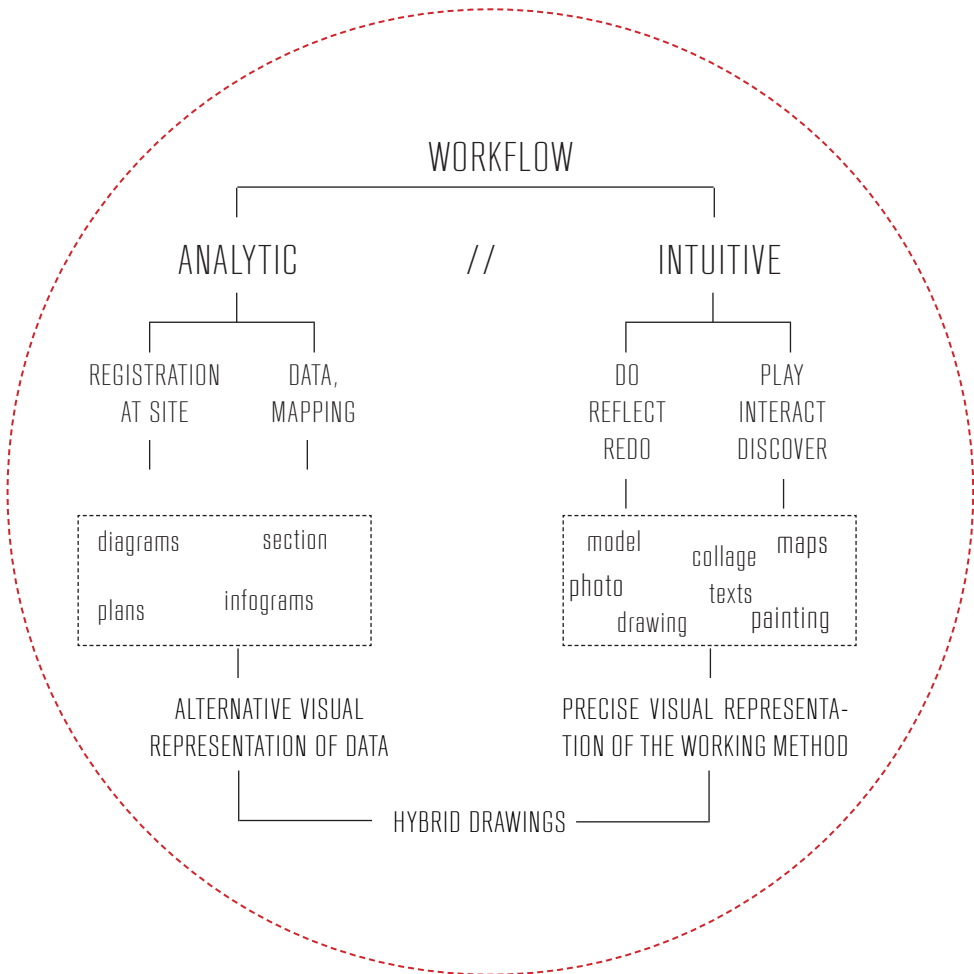 WORKFLOW
ANALYTIC // INTUITIVE
REGISTRATION
AT SITE
DATA,
MAPPING
DO
REFLECT
REDO
PLAY
INTERACT
DISCOVER
diagrams
section
plans
infograms
model
collage
maps
photo
texts
drawing
painting
ALTERNATIVE VISUAL
REPRESENTATION OF DATA
PRECISE VISUAL REPRESENTA-
TION OF THE WORKING METHOD
HYBRID DRAWINGS